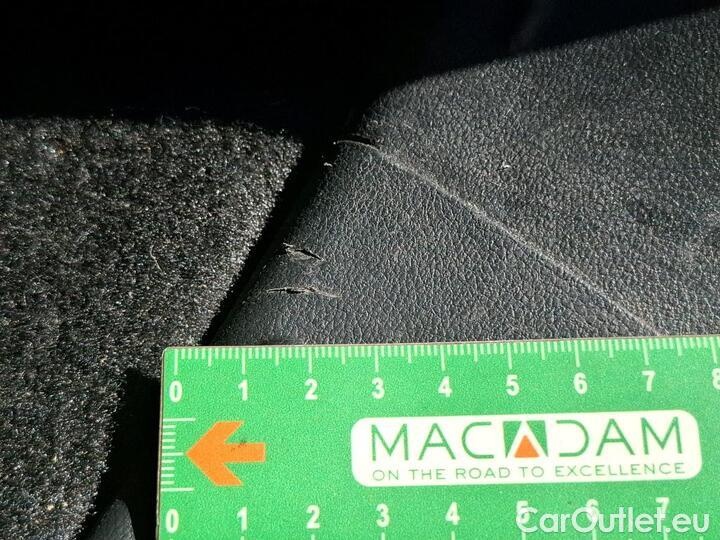 0 1 2 3 4 5 6 7 8
MACADAM
ON THE ROAD TO EXCELLENCE
0 1 2 3 4 5 6 7
CarOutlet.eu